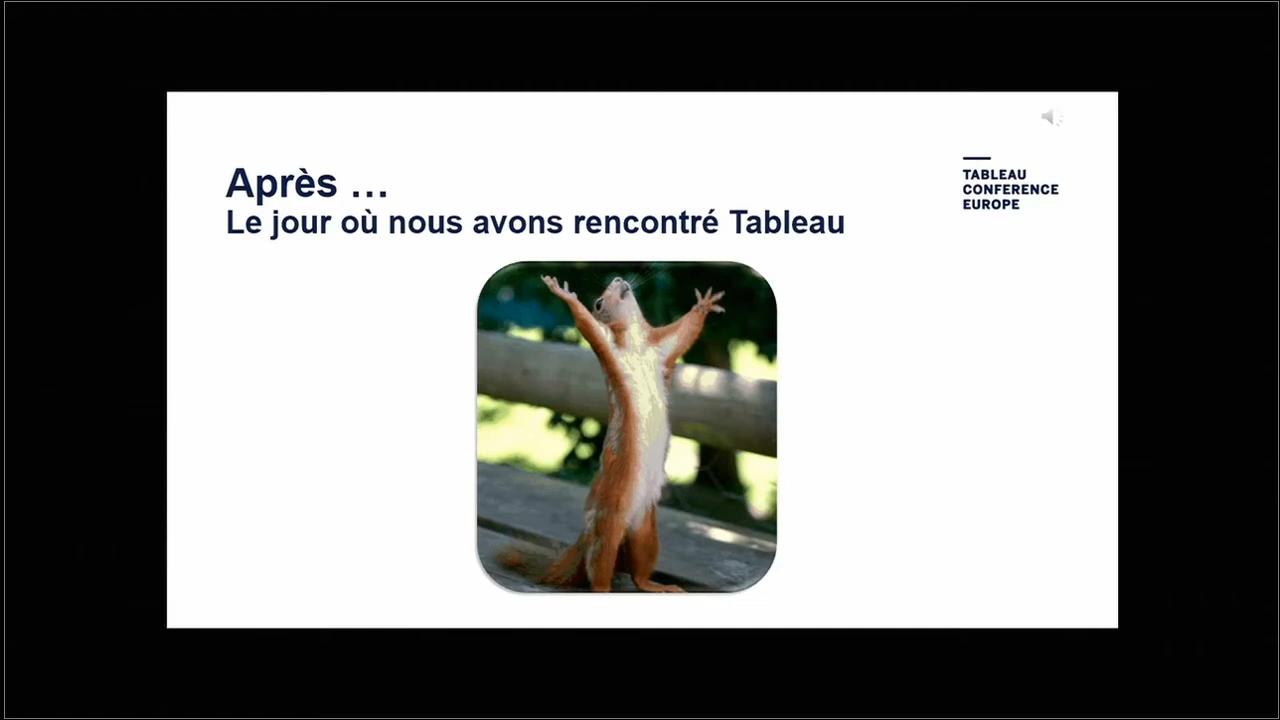 Après ...
Le jour où nous avons rencontré Tableau
TABLEAU
CONFERENCE
EUROPE